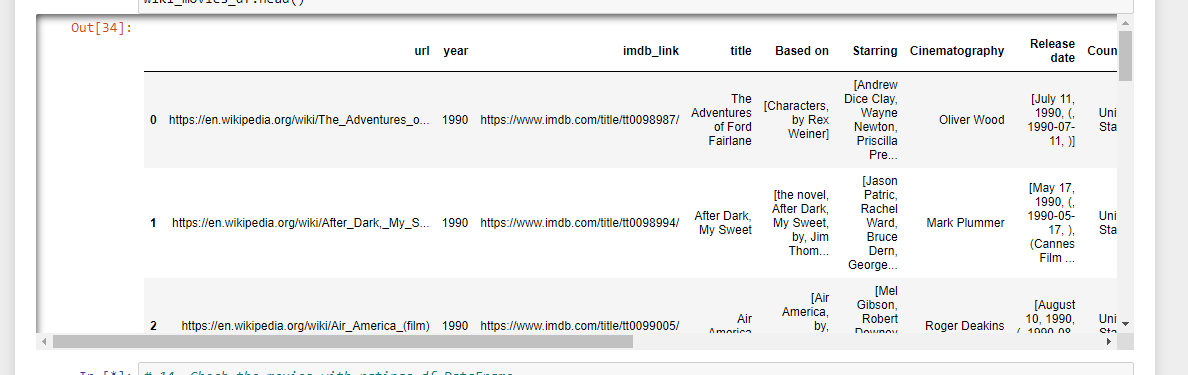 wiki_movies_df.head()
Out[34]:
url year imdb_link title Based on Starring Cinematography Release date Coun
0 https://en.wikipedia.org/wiki/The_Adventures_o... 1990 https://www.imdb.com/title/tt0098987/ The Adventures of Ford Fairlane [Characters, by Rex Weiner] [Andrew Dice Clay, Wayne Newton, Priscilla Pre... Oliver Wood [July 11, 1990, (, 1990-07-11, )] Uni Sta
1 https://en.wikipedia.org/wiki/After_Dark,_My_S... 1990 https://www.imdb.com/title/tt0098994/ After Dark, My Sweet [the novel, After Dark, My Sweet, by, Jim Thom... [Jason Patric, Rachel Ward, Bruce Dern, George... Mark Plummer [May 17, 1990, (, 1990-05-17, ), (Cannes Film ... Uni Sta
2 https://en.wikipedia.org/wiki/Air_America_(film) 1990 https://www.imdb.com/title/tt0099005/ Air America [Air America, by, [Mel Gibson, Robert Downey Roger Deakins [August 10, 1990, (, 1990-08- Uni Sta
In [*]: # 14. Check the movies with ratings df DataFrame